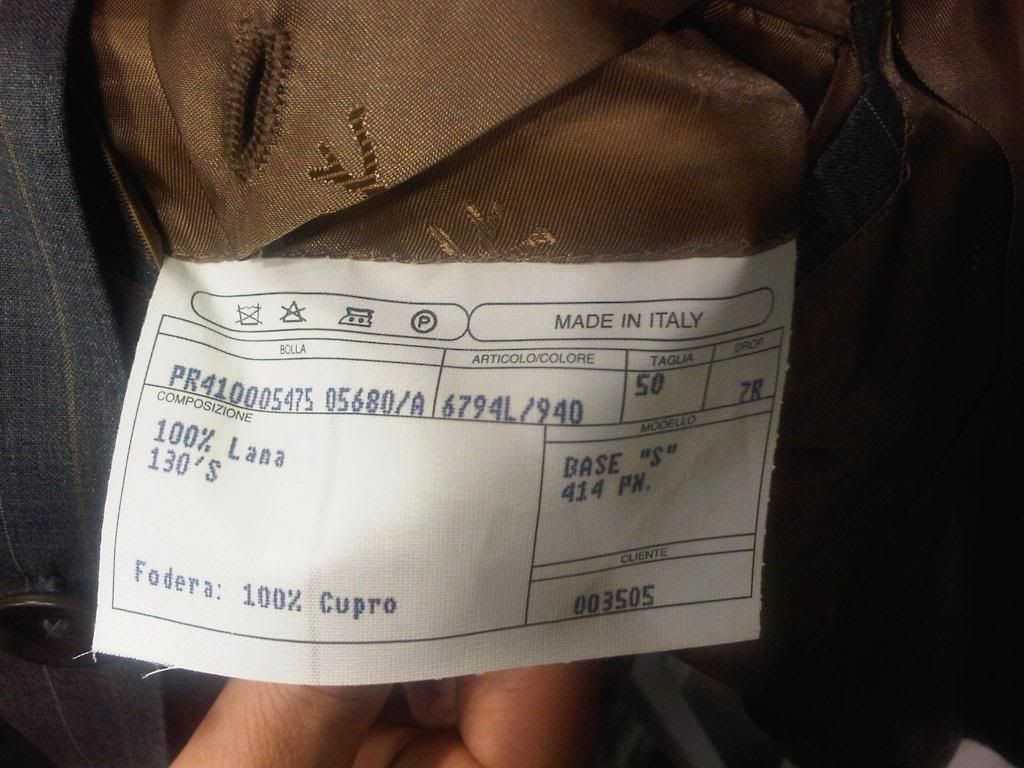 MADE IN ITALY
BOLLA
ARTICOLO/COLORE
TAGLIA
DROP
PR410005475 05680/A
6794L/940
50
7R
COMPOSIZIONE
MODELLO
100% Lana
130'S
BASE "S"
414 PN.
CLIENTE
Fodera: 100% Cupro
003505
P